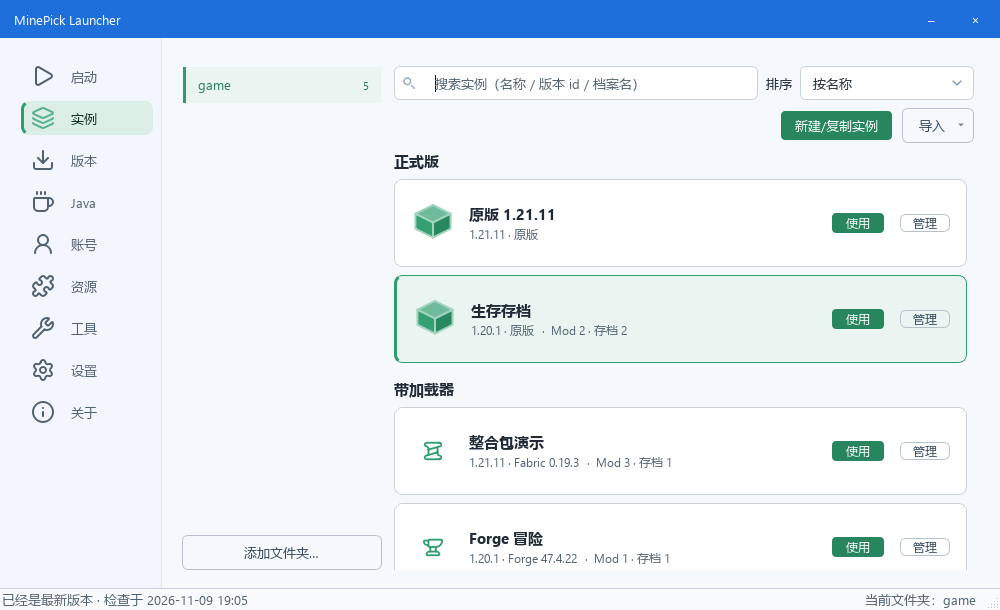 MinePick Launcher
启动
实例
版本
Java
账号
资源
工具
设置
关于
game 5
添加文件夹...
搜索实例（名称 / 版本 id / 档案名） 排序 按名称
新建/复制实例 导入
正式版
原版 1.21.11
1.21.11 · 原版
使用 管理
生存存档
1.20.1 · 原版 · Mod 2 · 存档 2
使用 管理
带加载器
整合包演示
1.21.11 · Fabric 0.19.3 · Mod 3 · 存档 1
使用 管理
Forge 冒险
1.20.1 · Forge 47.4.22 · Mod 1 · 存档 1
使用 管理
已经是最新版本 · 检查于 2026-11-09 19:05 当前文件夹：game